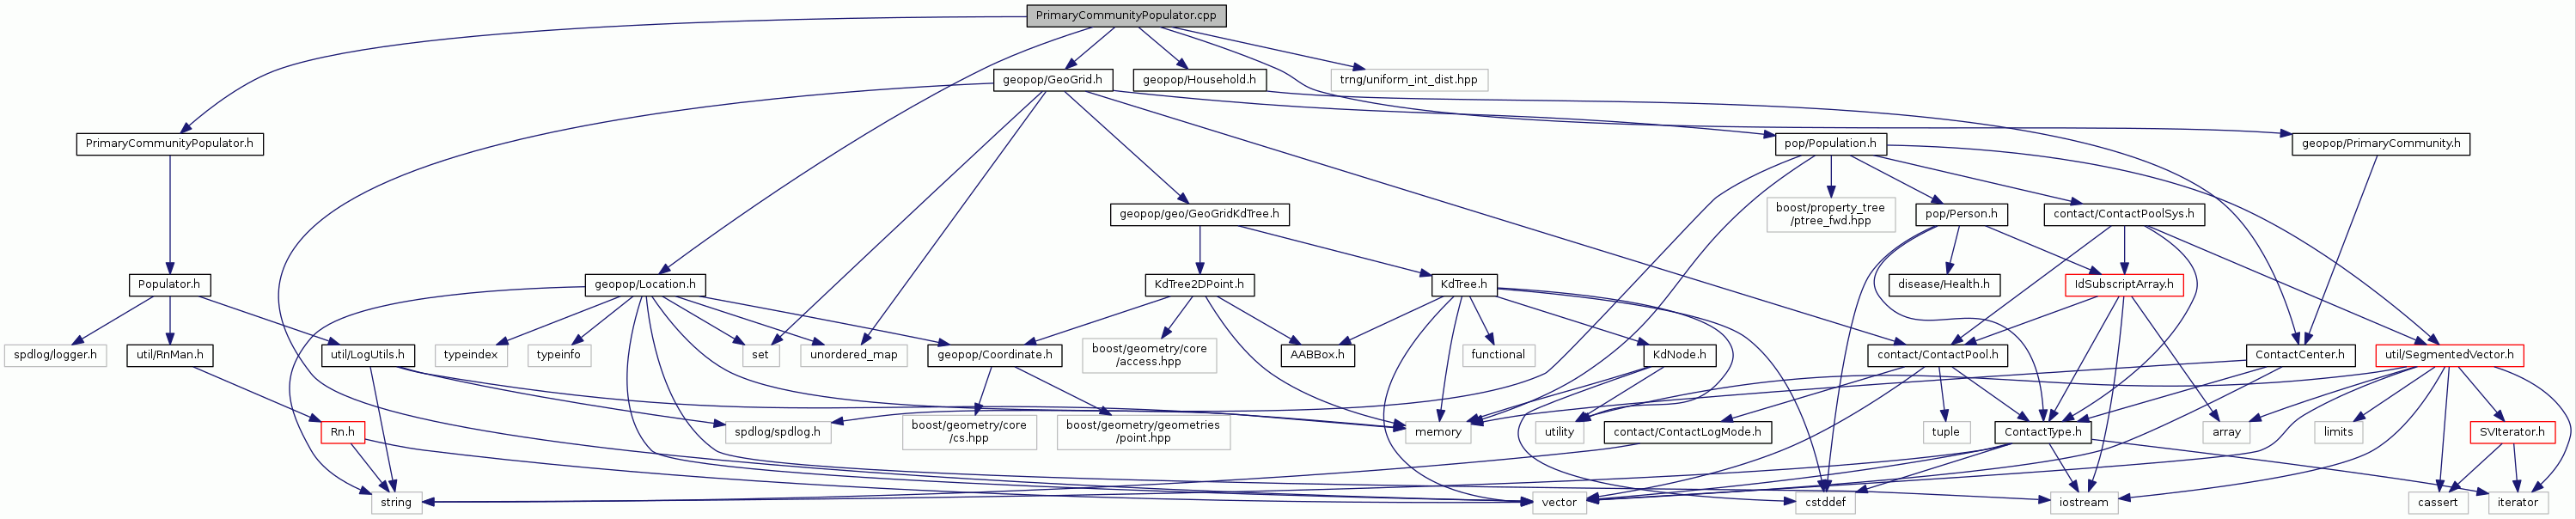 PrimaryCommunityPopulator.cpp
geopop/GeoGrid.h
geopop/Household.h
trng/uniform_int_dist.hpp
PrimaryCommunityPopulator.h
pop/Population.h
geopop/PrimaryCommunity.h
geopop/geo/GeoGridKdTree.h
boost/property_tree
/ptree_fwd.hpp
pop/Person.h
contact/ContactPoolSys.h
Populator.h
geopop/Location.h
KdTree2DPoint.h
KdTree.h
disease/Health.h
IdSubscriptArray.h
spdlog/logger.h
util/RnMan.h
util/LogUtils.h
typeindex
typeinfo
set
unordered_map
geopop/Coordinate.h
boost/geometry/core
/access.hpp
AABBox.h
functional
KdNode.h
contact/ContactPool.h
ContactCenter.h
util/SegmentedVector.h
Rn.h
spdlog/spdlog.h
boost/geometry/core
/cs.hpp
boost/geometry/geometries
/point.hpp
memory
utility
contact/ContactLogMode.h
tuple
ContactType.h
array
limits
SVIterator.h
string
vector
cstddef
iostream
cassert
iterator